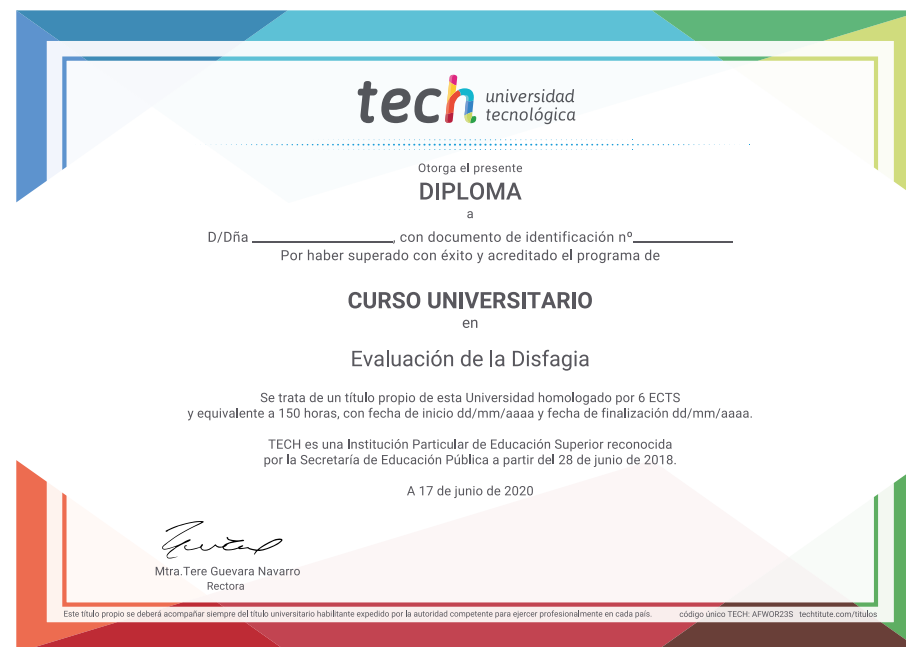 tech universidad
tecnológica
Otorga el presente
DIPLOMA
a
D/Dña ____________________, con documento de identificación nº______________
Por haber superado con éxito y acreditado el programa de
CURSO UNIVERSITARIO
en
Evaluación de la Disfagia
Se trata de un título propio de esta Universidad homologado por 6 ECTS
y equivalente a 150 horas, con fecha de inicio dd/mm/aaaa y fecha de finalización dd/mm/aaaa.
TECH es una Institución Particular de Educación Superior reconocida
por la Secretaría de Educación Pública a partir del 28 de junio de 2018.
A 17 de junio de 2020
Mtra.Tere Guevara Navarro
Rectora
Este título propio se deberá acompañar siempre del título universitario habilitante expedido por la autoridad competente para ejercer profesionalmente en cada país. código único TECH: AFWOR23S techtitute.com/títulos